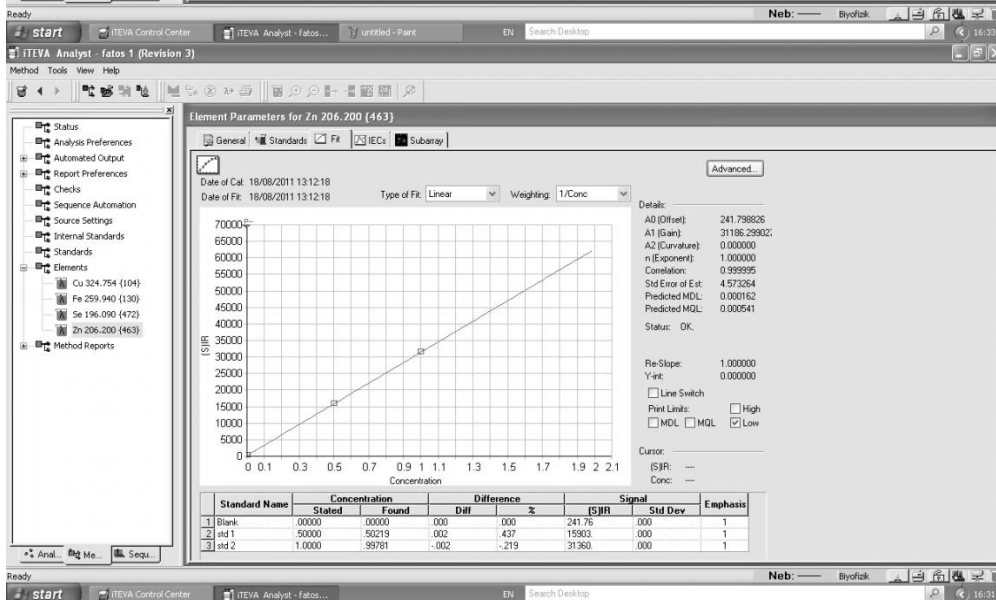 Ready
Neb: ----
Biyofizik
start
iTEVA Control Center
iTEVA Analyst - fatos...
untitled - Paint
EN
Search Desktop
16:33
iTEVA Analyst - fatos 1 (Revision 3)
Method Tools View Help
Element Parameters for Zn 206.200 {463}
Status
Analysis Preferences
Automated Output
Report Preferences
Checks
Sequence Automation
Source Settings
Internal Standards
Standards
Elements
Cu 324.754 {104}
Fe 259.940 {130}
Se 196.090 {472}
Zn 206.200 {463}
Method Reports
Anal... Me... Sequ...
General Standards Fit IECs Subarray
Date of Cal: 18/08/2011 13:12:18
Date of Fit: 18/08/2011 13:12:18
Type of Fit: Linear
Weighting: 1/Conc
Advanced...
70000
65000
60000
55000
50000
45000
40000
35000
30000
25000
20000
15000
10000
5000
0
(S)IR
0 0.1 0.3 0.5 0.7 0.9 1 1.1 1.3 1.5 1.7 1.9 2 2.1
Concentration
Details:
A0 (Offset): 241.798826
A1 (Gain): 31186.29902
A2 (Curvature): 0.000000
n (Exponent): 1.000000
Correlation: 0.999995
Std Error of Est: 4.573264
Predicted MDL: 0.000162
Predicted MQL: 0.000541
Status: OK.
Re-Slope: 1.000000
Y-int: 0.000000
Line Switch
Print Limits: High
MDL MQL Low
Cursor:
(S)IR: ----
Conc: ----
Standard Name Concentration Difference Signal Emphasis
Stated Found Diff % (S)IR Std Dev
1 Blank .00000 .00000 .000 .000 241.76 .000 1
2 std 1 .50000 .50219 .002 .437 15903. .000 1
3 std 2 1.0000 .99781 -.002 -.219 31360. .000 1
Ready
Neb: ----
Biyofizik
start
iTEVA Control Center
iTEVA Analyst - fatos...
EN
Search Desktop
16:31